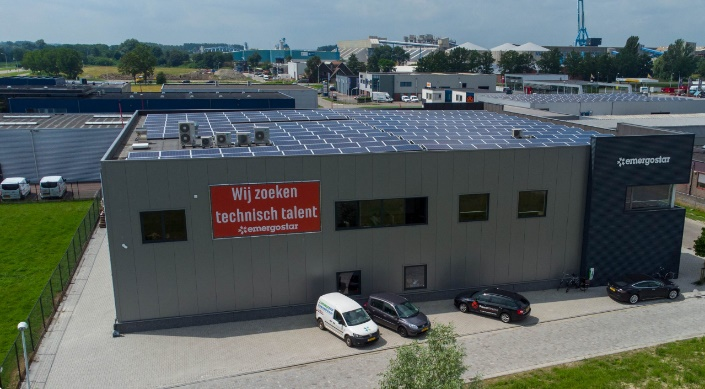 Wij zoeken
technisch talent
emergostar
emergostar